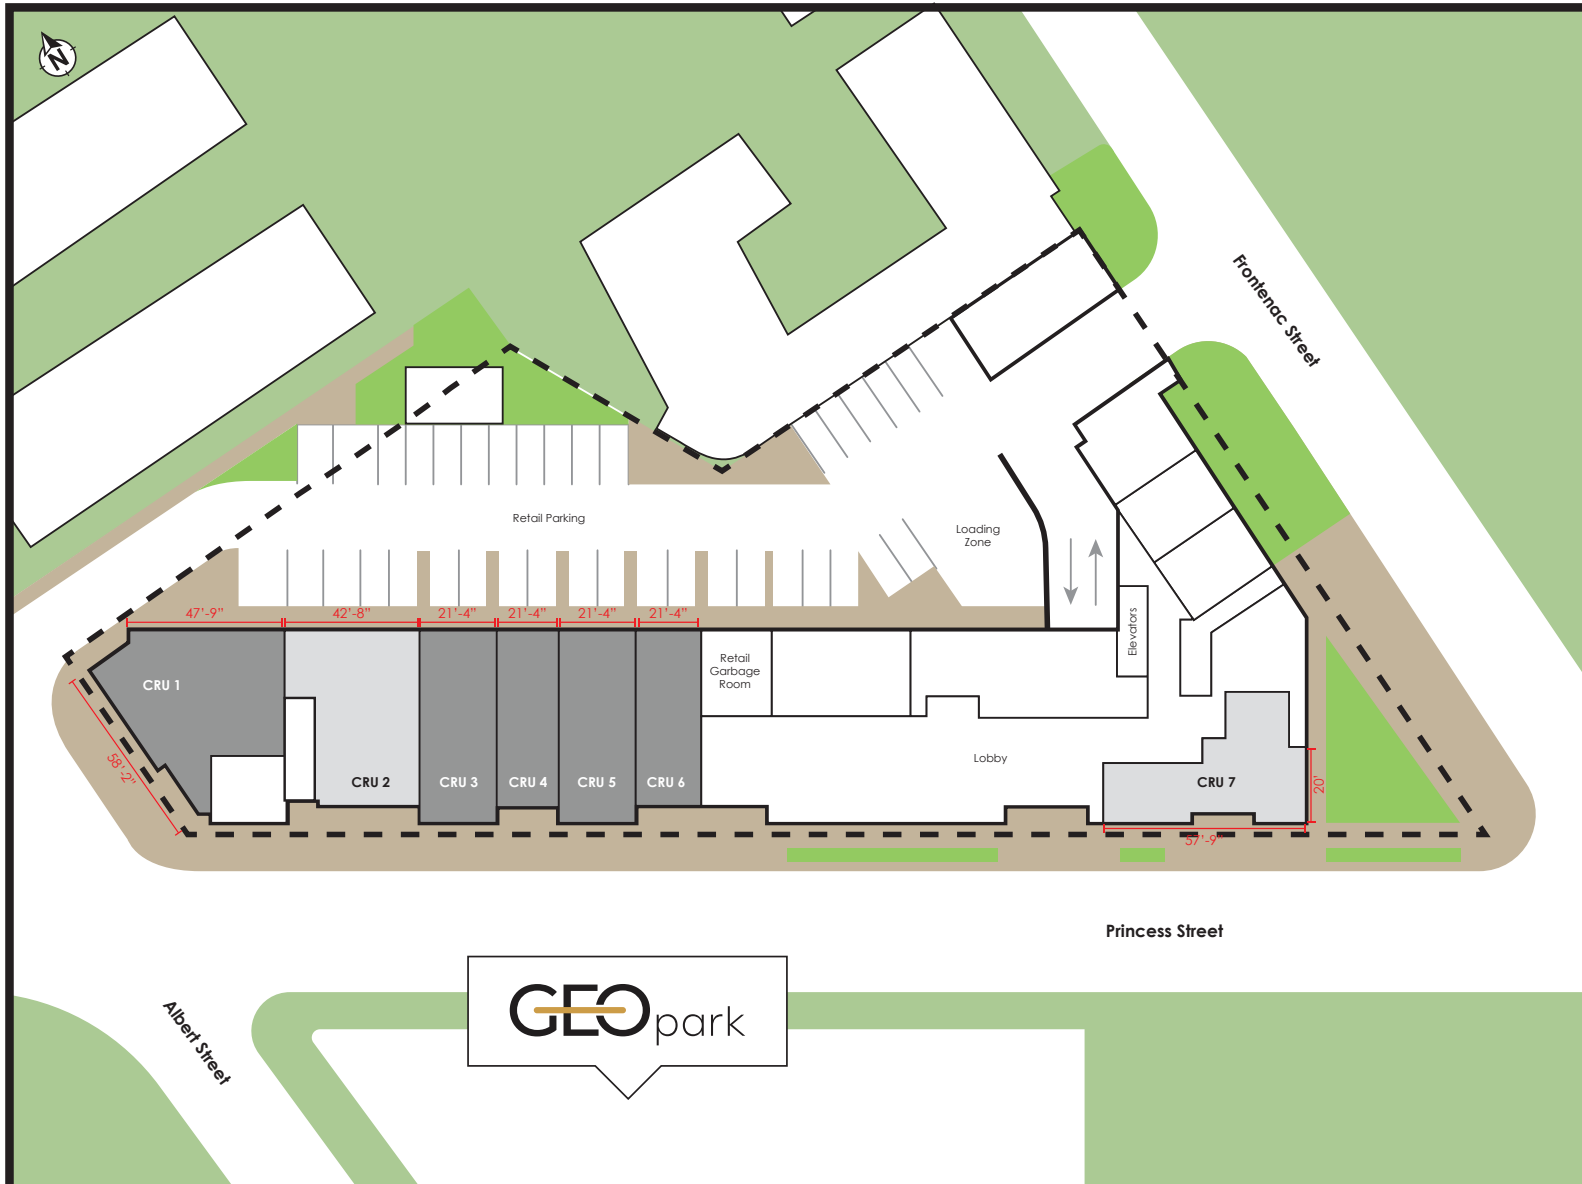 N
Frontenac Street
Retail Parking
Loading
Zone
47'-9"
42'-8"
21'-4"
21'-4"
21'-4"
21'-4"
Elevators
Retail
Garbage
Room
CRU 1
58'-2"
CRU 2
CRU 3
CRU 4
CRU 5
CRU 6
Lobby
CRU 7
20'
57'-9"
Princess Street
Albert Street
GEO park